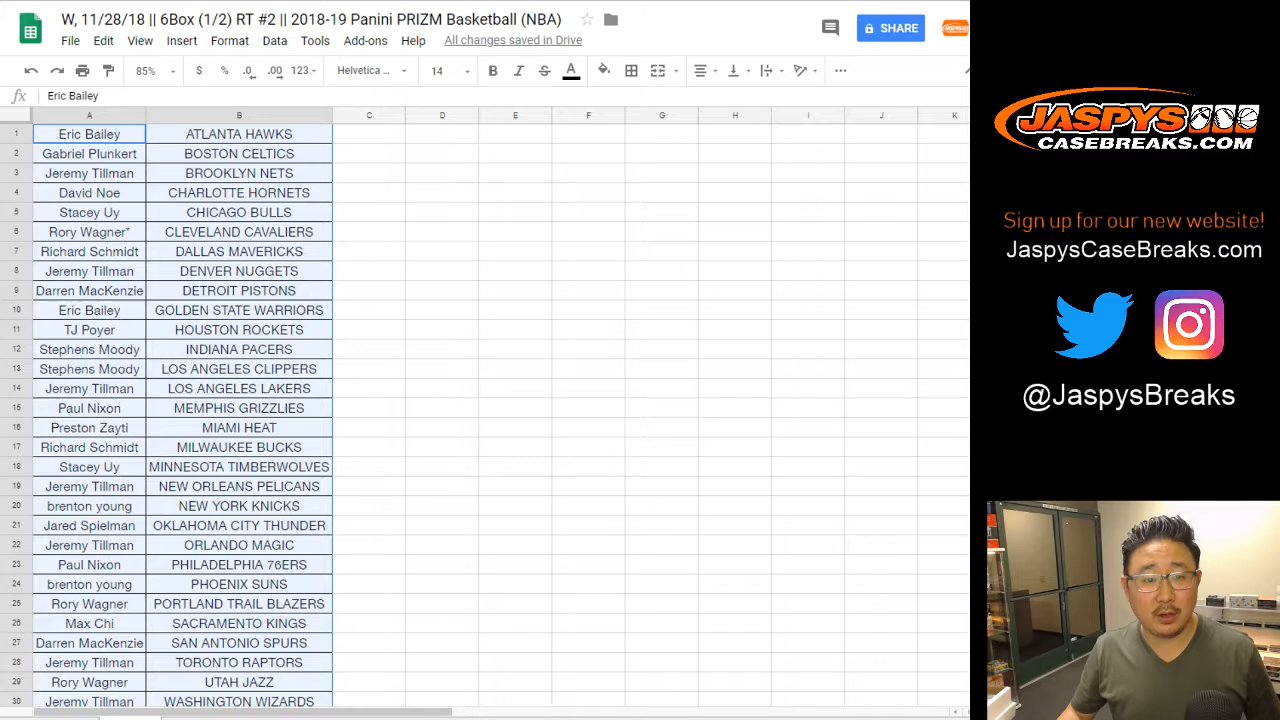 W, 11/28/18 || 6Box (1/2) RT #2 || 2018-19 Panini PRIZM Basketball (NBA)
File Edit View Insert Format Data Tools Add-ons Help All changes saved in Drive
SHARE
85% $ % .0 .00 123 Helvetica ... 14 B I S A
fx Eric Bailey
A B C D E F G H I J K
1 Eric Bailey ATLANTA HAWKS
2 Gabriel Plunkert BOSTON CELTICS
3 Jeremy Tillman BROOKLYN NETS
4 David Noe CHARLOTTE HORNETS
5 Stacey Uy CHICAGO BULLS
6 Rory Wagner* CLEVELAND CAVALIERS
7 Richard Schmidt DALLAS MAVERICKS
8 Jeremy Tillman DENVER NUGGETS
9 Darren MacKenzie DETROIT PISTONS
10 Eric Bailey GOLDEN STATE WARRIORS
11 TJ Poyer HOUSTON ROCKETS
12 Stephens Moody INDIANA PACERS
13 Stephens Moody LOS ANGELES CLIPPERS
14 Jeremy Tillman LOS ANGELES LAKERS
15 Paul Nixon MEMPHIS GRIZZLIES
16 Preston Zayti MIAMI HEAT
17 Richard Schmidt MILWAUKEE BUCKS
18 Stacey Uy MINNESOTA TIMBERWOLVES
19 Jeremy Tillman NEW ORLEANS PELICANS
20 brenton young NEW YORK KNICKS
21 Jared Spielman OKLAHOMA CITY THUNDER
22 Jeremy Tillman ORLANDO MAGIC
23 Paul Nixon PHILADELPHIA 76ERS
24 brenton young PHOENIX SUNS
25 Rory Wagner PORTLAND TRAIL BLAZERS
26 Max Chi SACRAMENTO KINGS
27 Darren MacKenzie SAN ANTONIO SPURS
28 Jeremy Tillman TORONTO RAPTORS
29 Rory Wagner UTAH JAZZ
30 Jeremy Tillman WASHINGTON WIZARDS
JASPYS
CASEBREAKS.COM
Sign up for our new website!
JaspysCaseBreaks.com
@JaspysBreaks